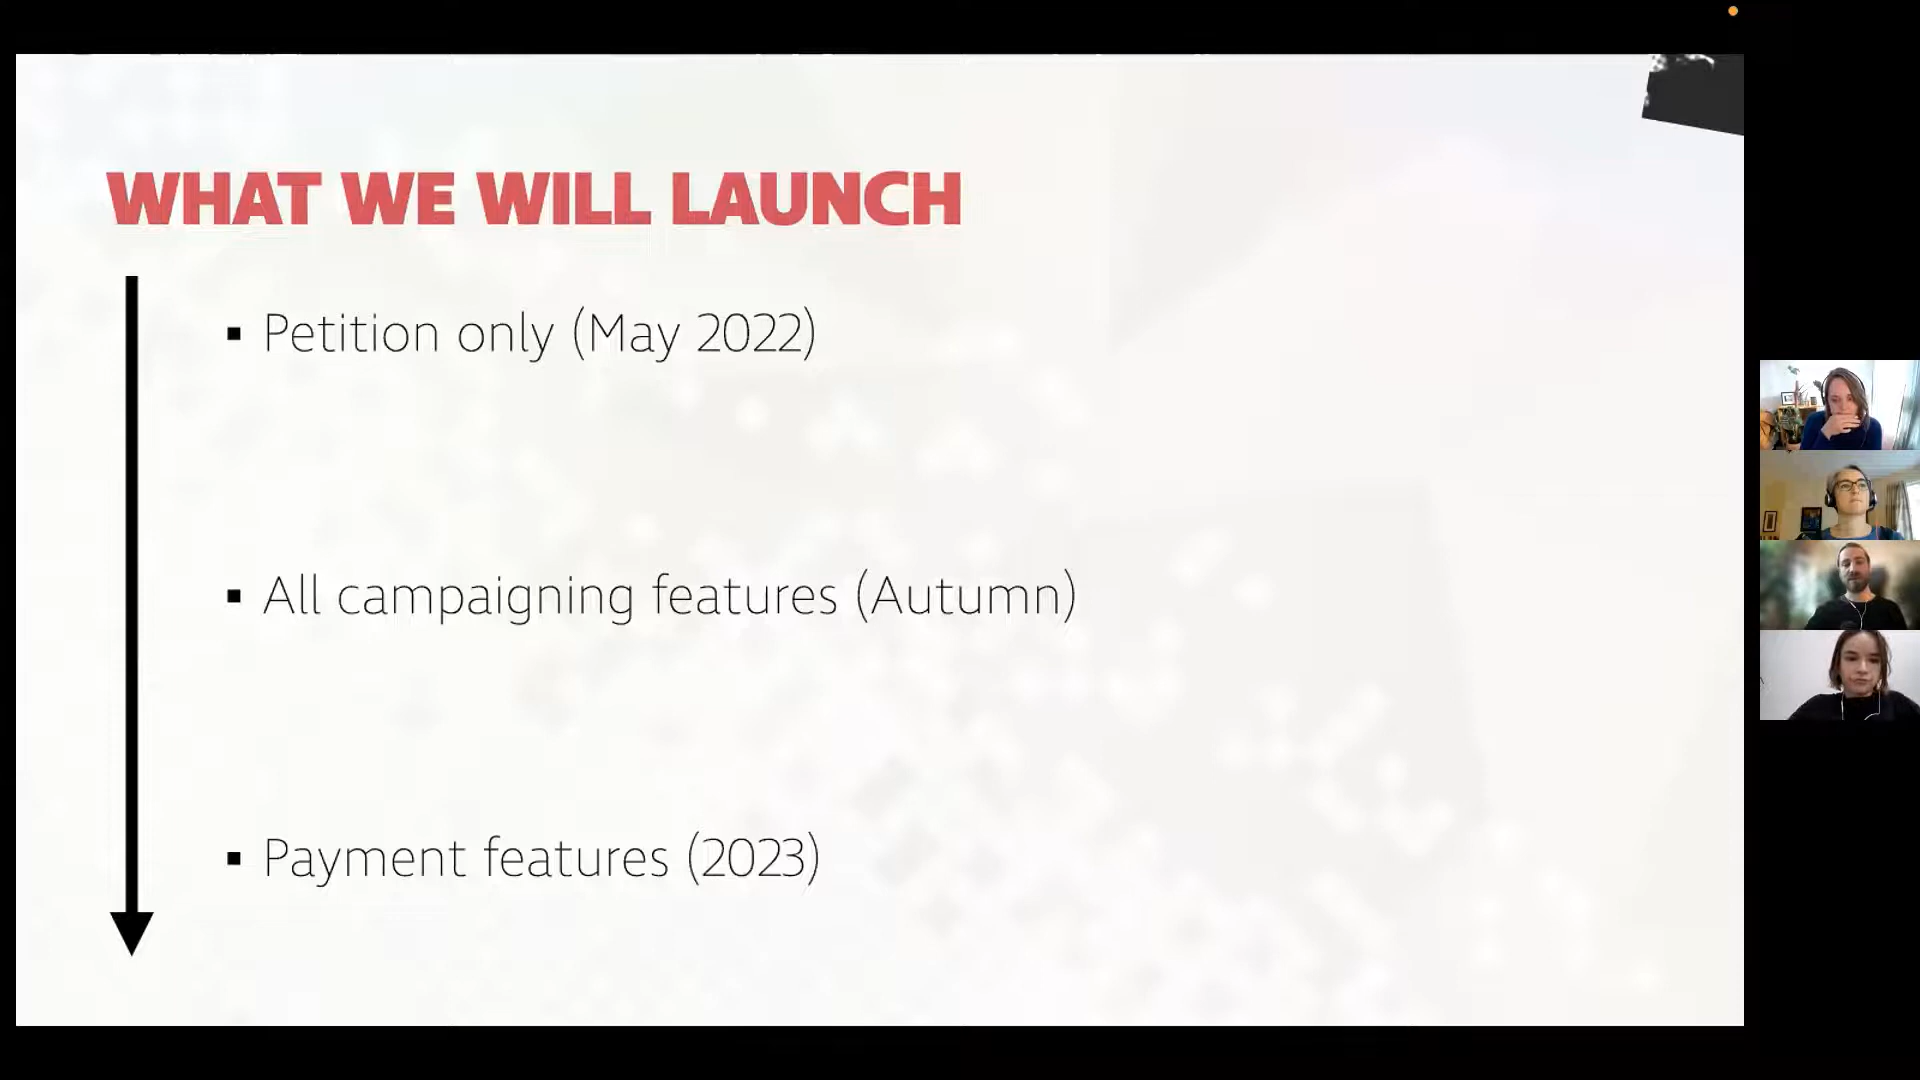 WHAT WE WILL LAUNCH
▪ Petition only (May 2022)
▪ All campaigning features (Autumn)
▪ Payment features (2023)